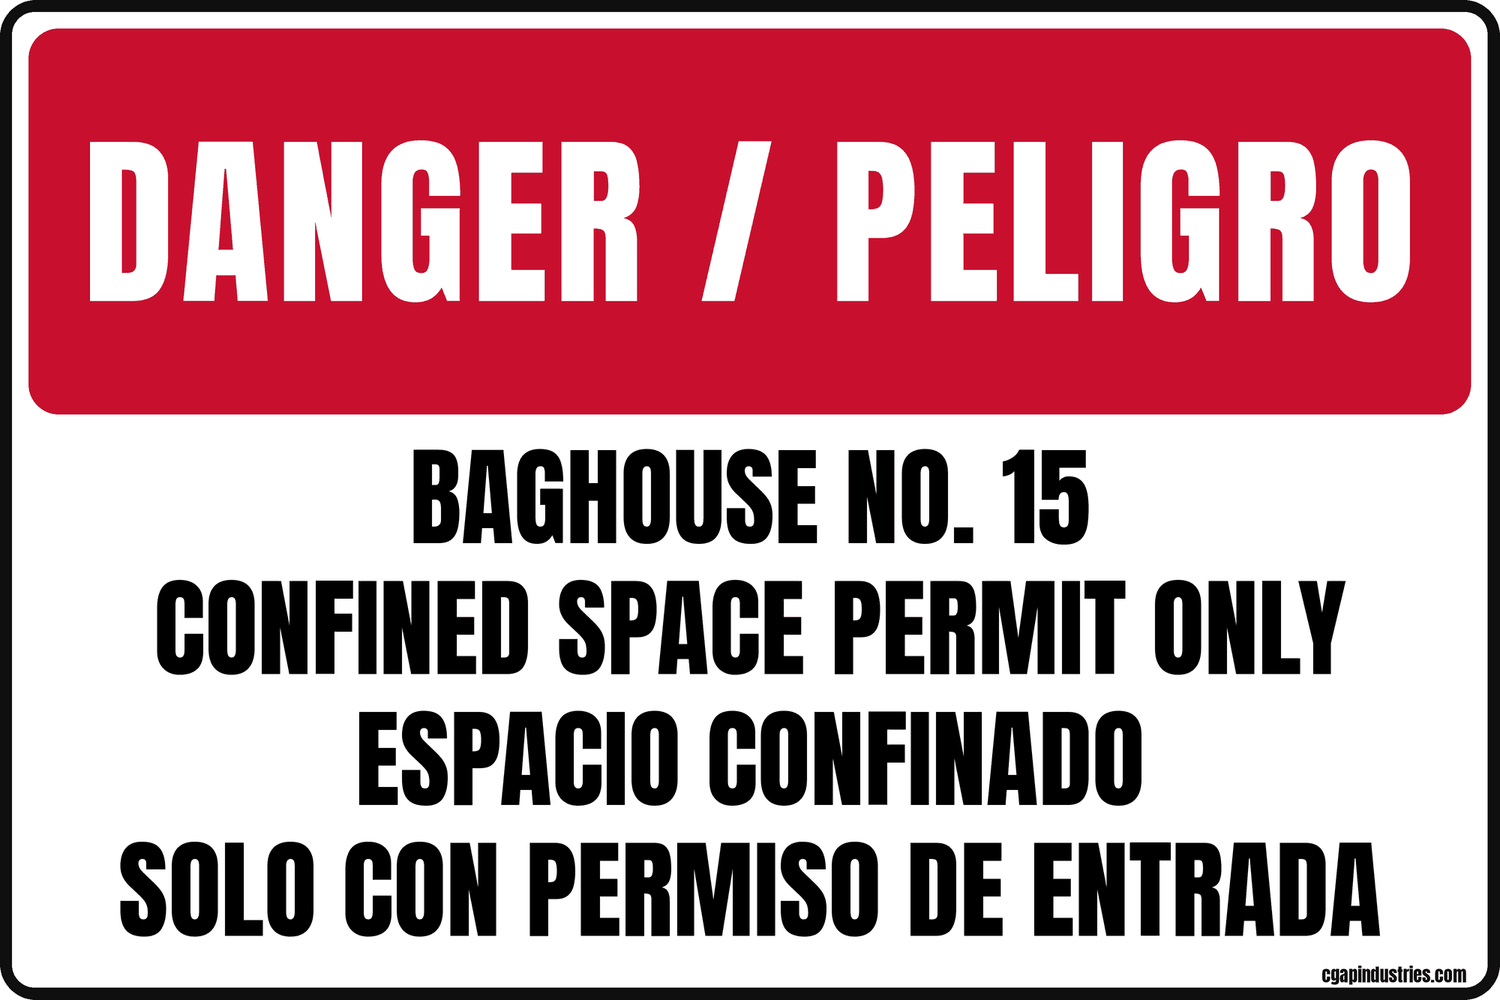 DANGER / PELIGRO
BAGHOUSE NO. 15
CONFINED SPACE PERMIT ONLY
ESPACIO CONFINADO
SOLO CON PERMISO DE ENTRADA
cgapindustries.com